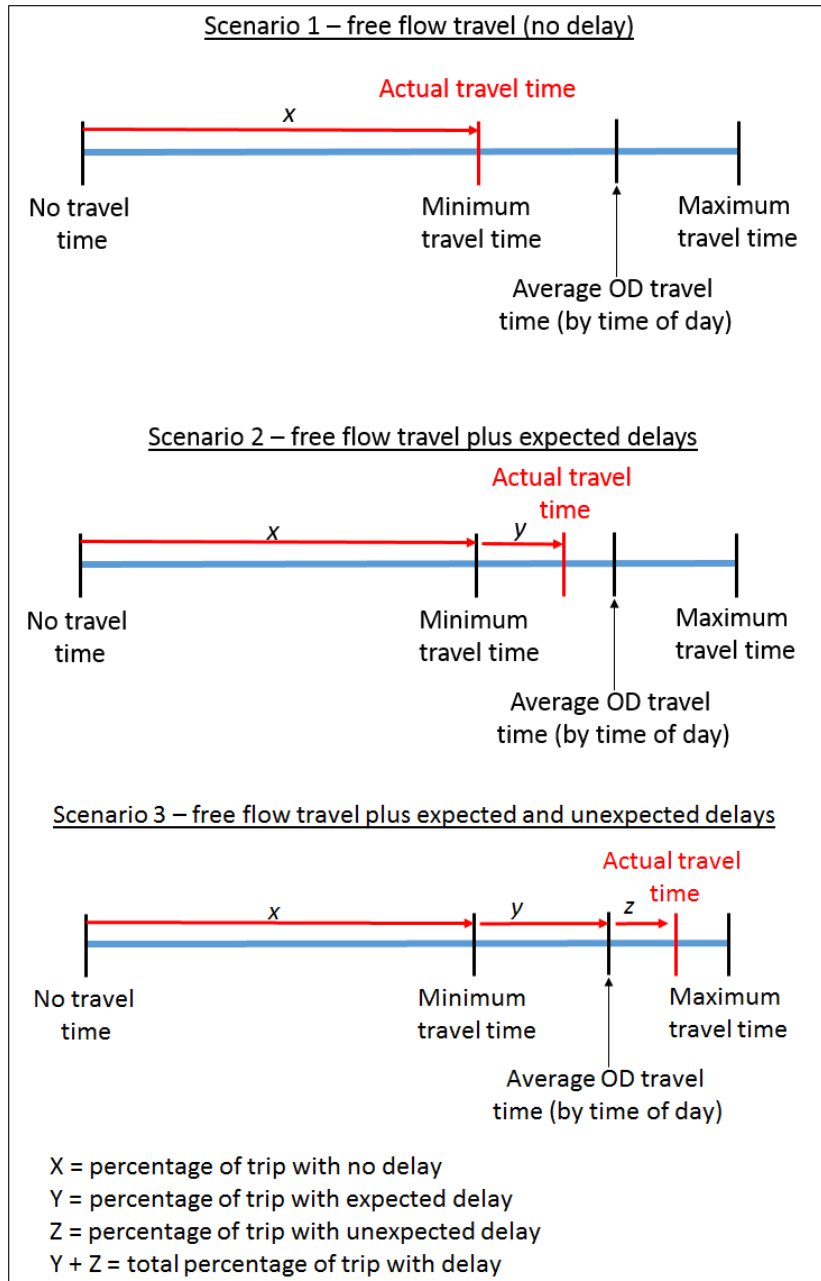 Scenario 1 – free flow travel (no delay)
Actual travel time
x
No travel
time
Minimum
travel time
Maximum
travel time
Average OD travel
time (by time of day)
Scenario 2 – free flow travel plus expected delays
Actual travel
time
x
y
No travel
time
Minimum
travel time
Maximum
travel time
Average OD travel
time (by time of day)
Scenario 3 – free flow travel plus expected and unexpected delays
Actual travel
time
x
y
z
No travel
time
Minimum
travel time
Maximum
travel time
Average OD travel
time (by time of day)
X = percentage of trip with no delay
Y = percentage of trip with expected delay
Z = percentage of trip with unexpected delay
Y + Z = total percentage of trip with delay